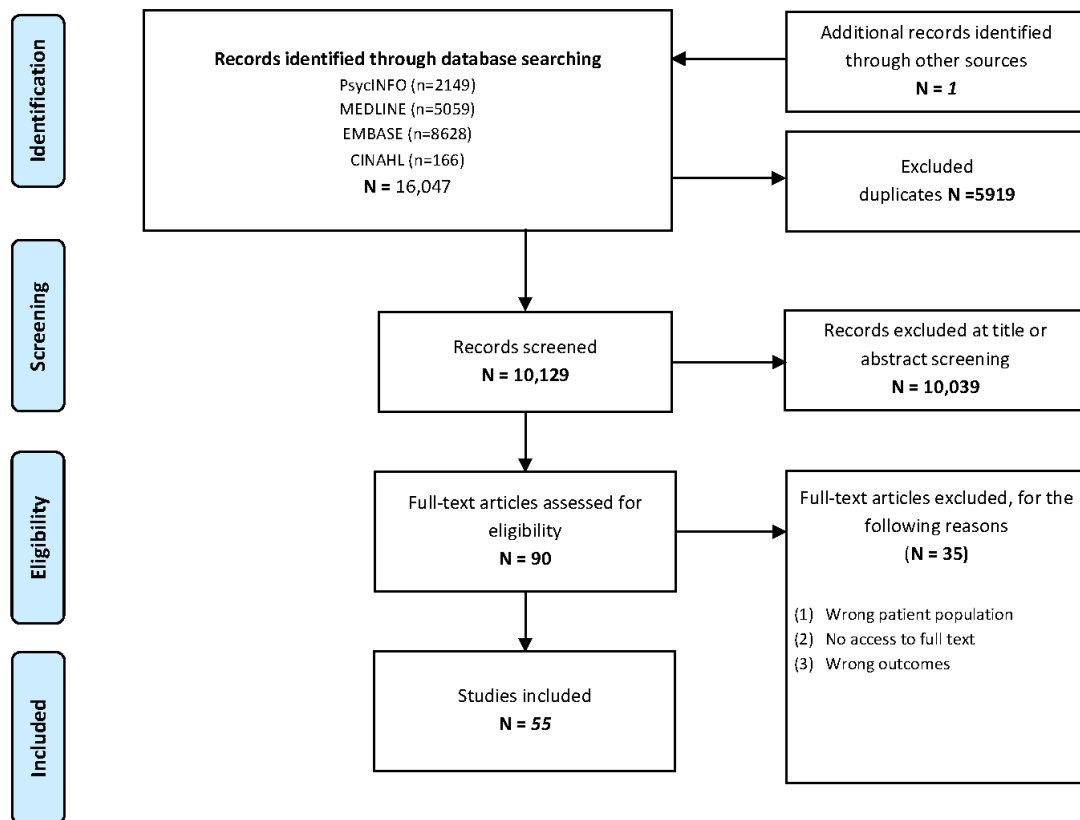 Identification
Records identified through database searching
PsycINFO (n=2149)
MEDLINE (n=5059)
EMBASE (n=8628)
CINAHL (n=166)
N = 16,047
Additional records identified
through other sources
N = 1
Excluded
duplicates N =5919
Screening
Records screened
N = 10,129
Records excluded at title or
abstract screening
N = 10,039
Eligibility
Full-text articles assessed for
eligibility
N = 90
Full-text articles excluded, for the
following reasons
(N = 35)
(1) Wrong patient population
(2) No access to full text
(3) Wrong outcomes
Included
Studies included
N = 55